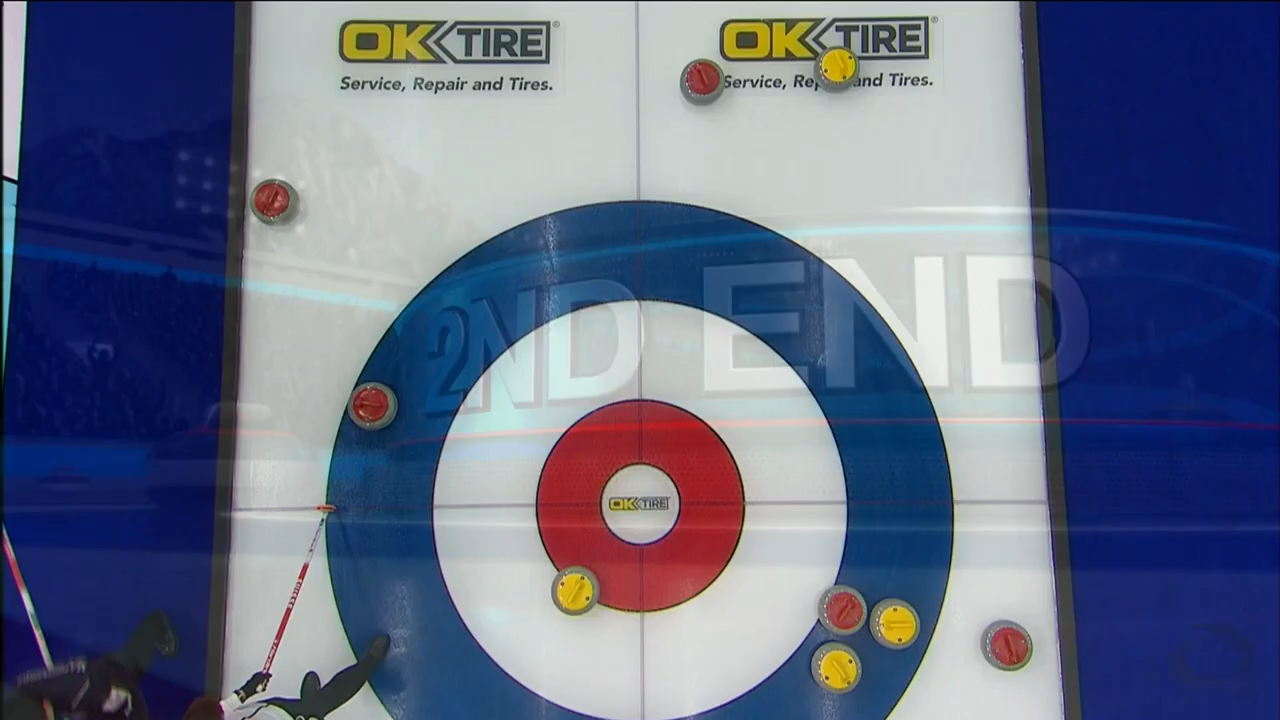 OK TIRE®
Service, Repair and Tires.
OK TIRE®
Service, Rep and Tires.
2ND END
OK TIRE